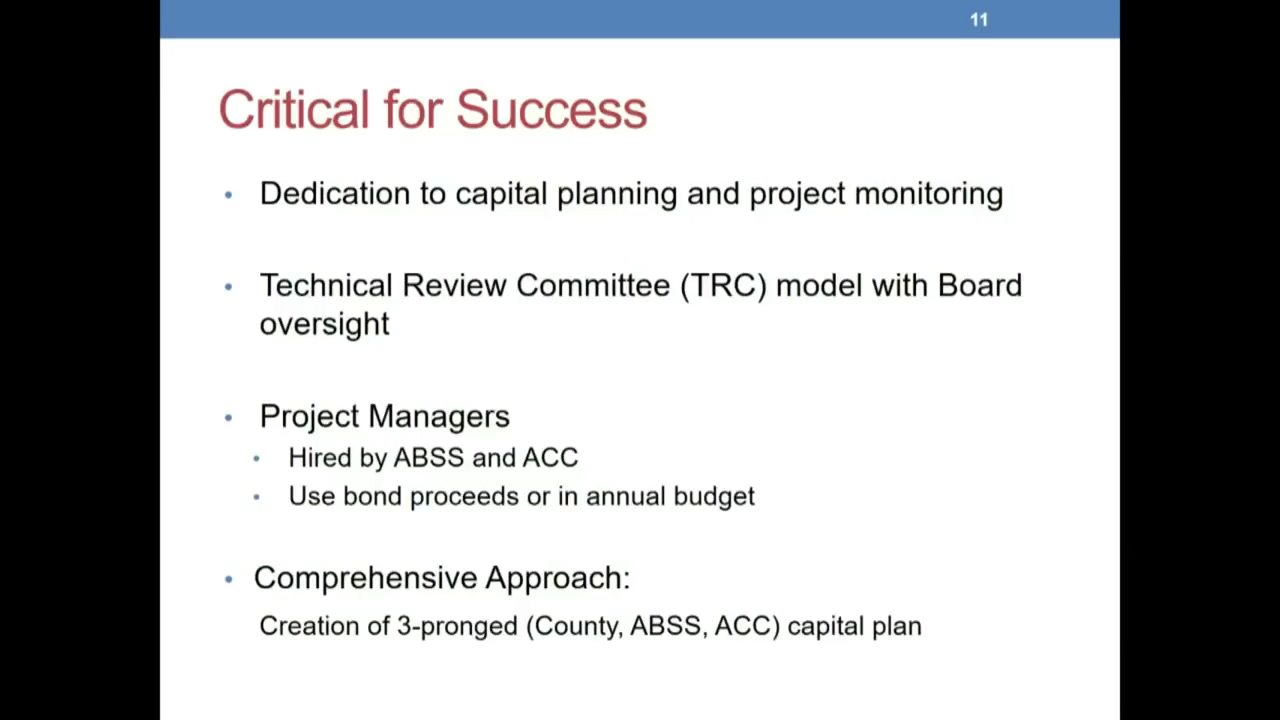 11
Critical for Success
• Dedication to capital planning and project monitoring
• Technical Review Committee (TRC) model with Board
oversight
• Project Managers
• Hired by ABSS and ACC
• Use bond proceeds or in annual budget
• Comprehensive Approach:
Creation of 3-pronged (County, ABSS, ACC) capital plan